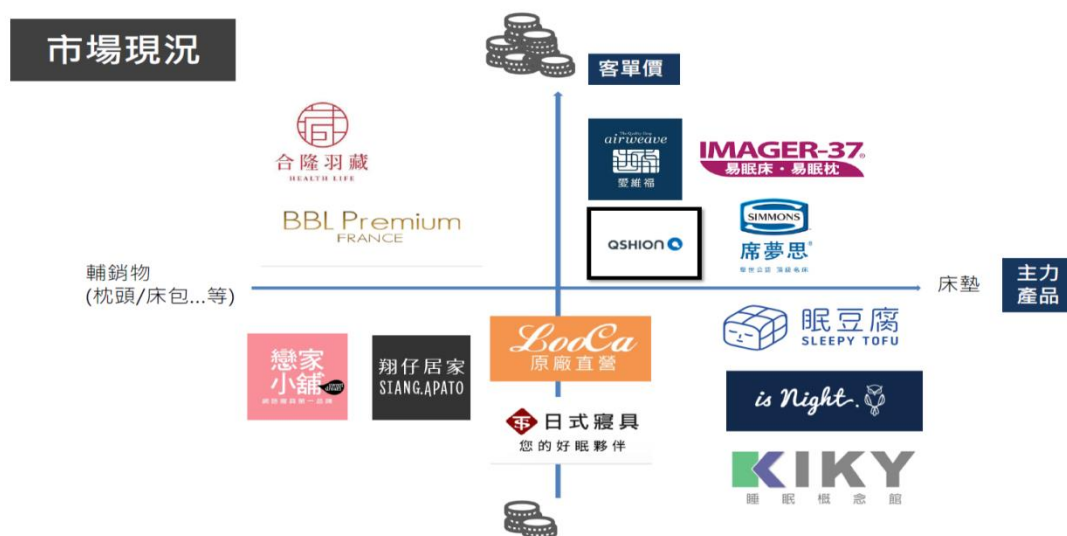 市場現況
客單價
合隆羽藏
HEALTH LIFE
BBL Premium
FRANCE
The Quality Sleep
airweave
愛維福
IMAGER-37®
易眠床・易眠枕
QSHION
SIMMONS
席夢思®
輔銷物
(枕頭/床包...等)
床墊
主力
產品
戀家
小舖
翔仔居家
SIANG.APATO
LooCa
原廠直營
日式寢具
您的好眠夥伴
眠豆腐
SLEEPY TOFU
is Night.
KIKY
睡眠概念館